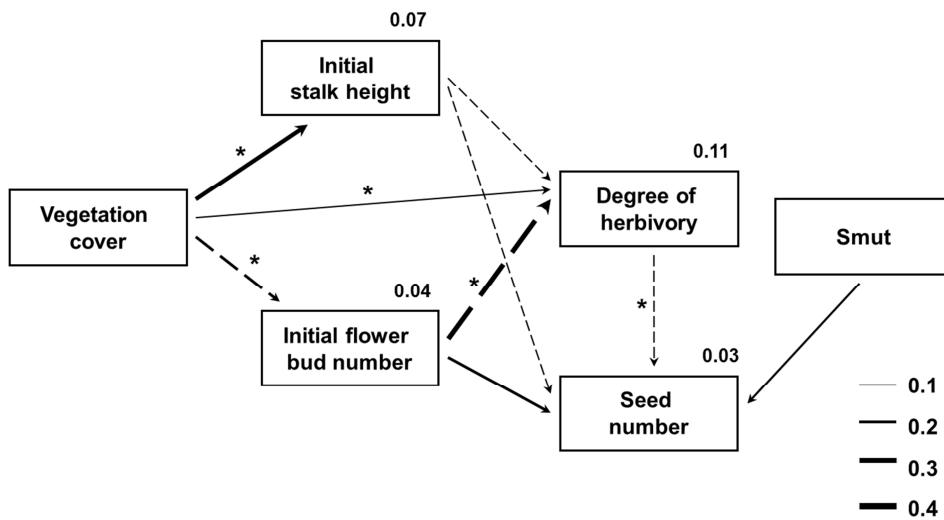 0.07
Initial
stalk height
*
*
0.11
Vegetation
cover
Degree of
herbivory
Smut
*
0.04
*
*
Initial flower
bud number
0.03
Seed
number
0.1
0.2
0.3
0.4